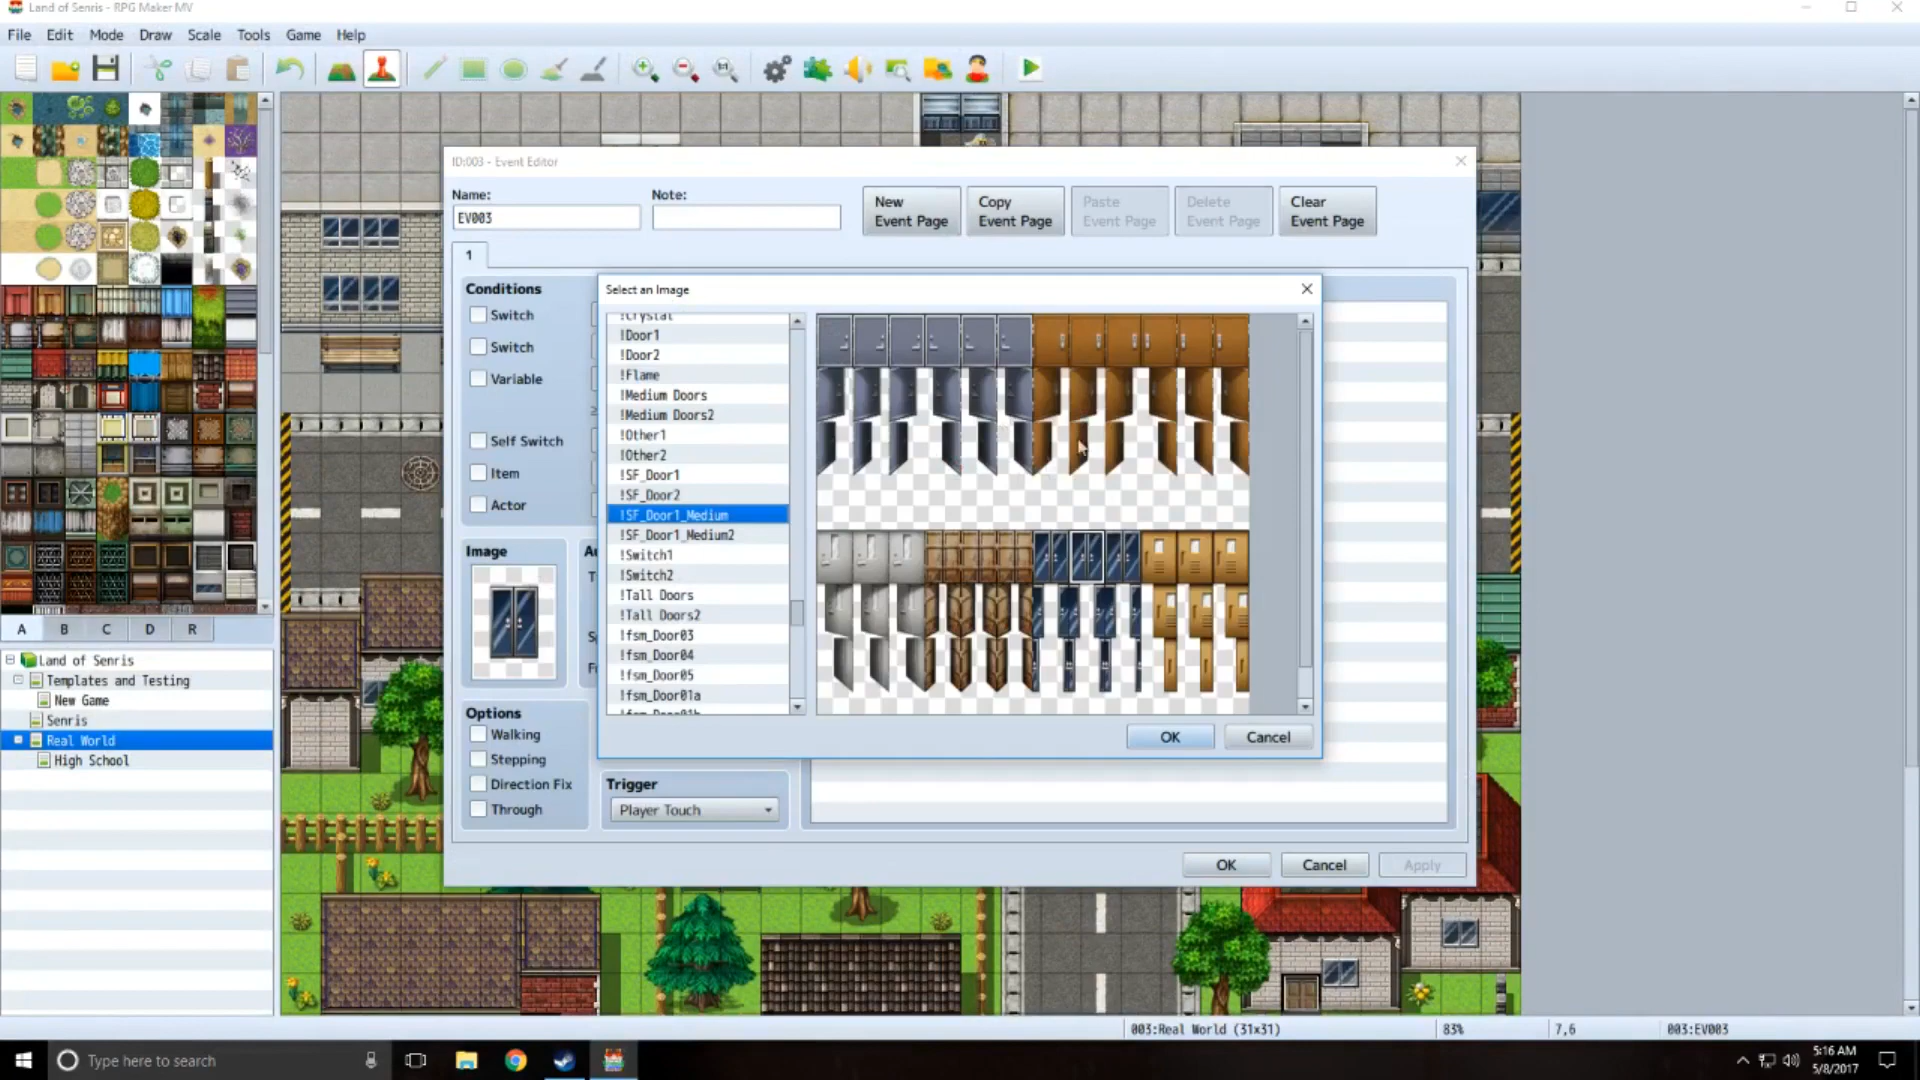 Land of Senris - RPG Maker MV
File Edit Mode Draw Scale Tools Game Help
ID:003 - Event Editor
Name:
Note:
EV003
New
Event Page
Copy
Event Page
Paste
Event Page
Delete
Event Page
Clear
Event Page
1
Conditions
Switch
Switch
Variable
Self Switch
Item
Actor
Image
Options
Walking
Stepping
Direction Fix
Through
Trigger
Player Touch
Select an Image
!Crystal
!Door1
!Door2
!Flame
!Medium Doors
!Medium Doors2
!Other1
!Other2
!SF_Door1
!SF_Door2
!SF_Door1_Medium
!SF_Door1_Medium2
!Switch1
!Switch2
!Tall Doors
!Tall Doors2
!fsm_Door03
!fsm_Door04
!fsm_Door05
!fsm_Door01a
!fsm_Door01b
OK Cancel
OK Cancel Apply
A B C D R
Land of Senris
Templates and Testing
New Game
Senris
Real World
High School
003:Real World (31x31) 83% 7,6 003:EV003
Type here to search
5:16 AM
5/8/2017